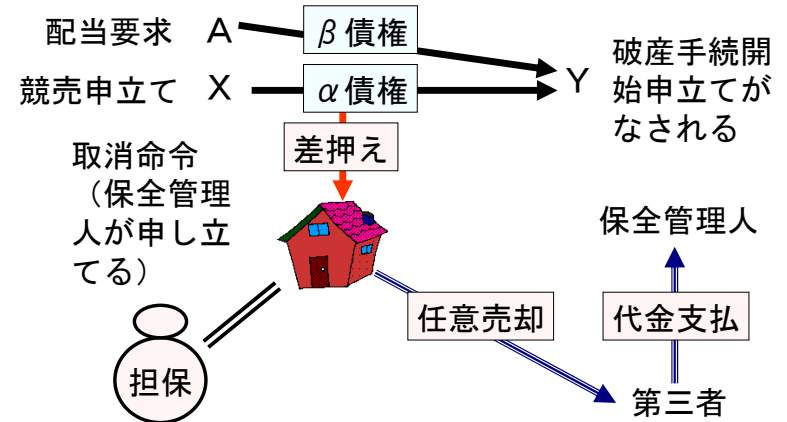 配当要求 A
β債権
競売申立て X
α債権
Y
破産手続開
始申立てが
なされる
差押え
取消命令
（保全管理
人が申し立
てる）
保全管理人
任意売却
代金支払
担保
第三者